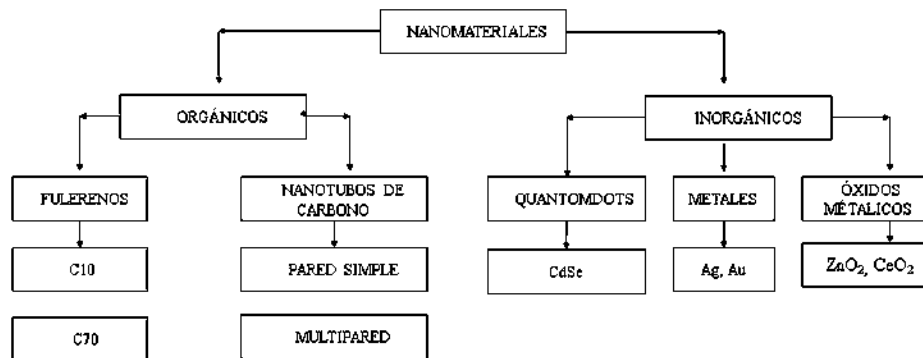 NANOMATERIALES
ORGÁNICOS
INORGÁNICOS
FULERENOS
NANOTUBOS DE
CARBONO
QUANTOMDOTS
METALES
ÓXIDOS
MÉTALICOS
C10
PARED SIMPLE
CdSe
Ag, Au
ZnO₂, CeO₂
C70
MULTIPARED